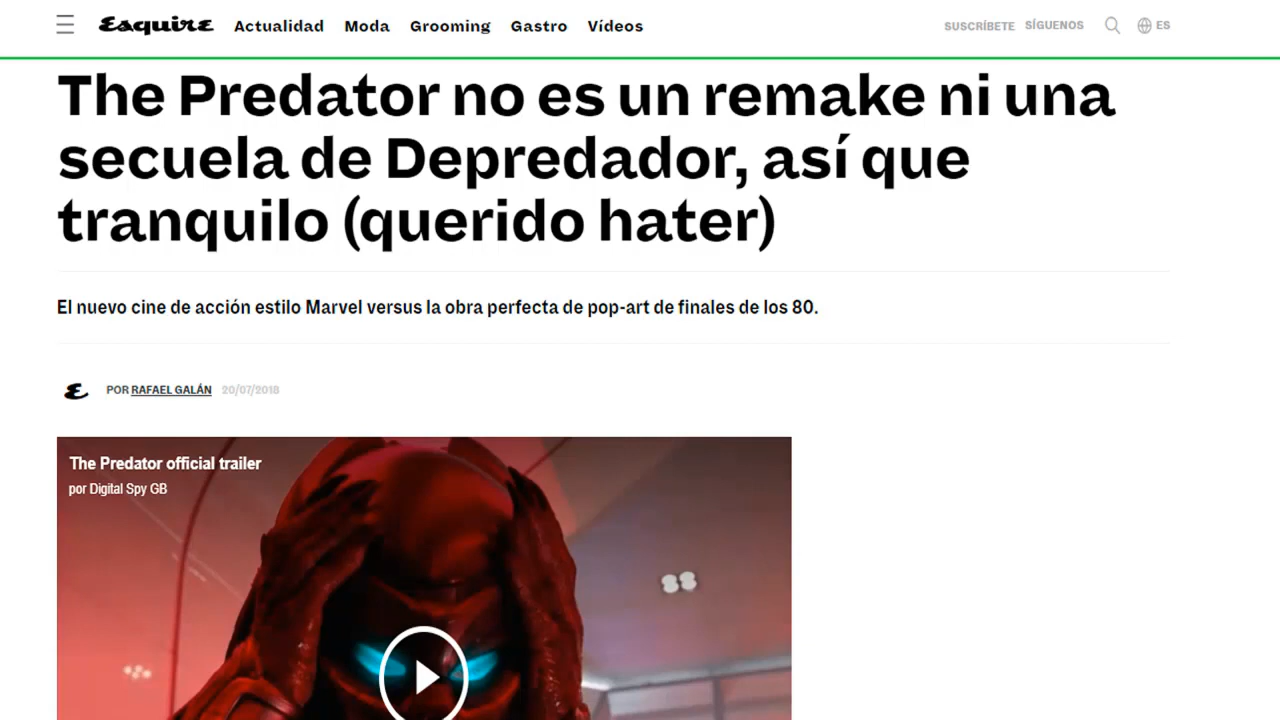 Esquire Actualidad Moda Grooming Gastro Vídeos SUSCRÍBETE SÍGUENOS ES
The Predator no es un remake ni una
secuela de Depredador, así que
tranquilo (querido hater)
El nuevo cine de acción estilo Marvel versus la obra perfecta de pop-art de finales de los 80.
E POR RAFAEL GALÁN 20/07/2018
The Predator official trailer
por Digital Spy GB